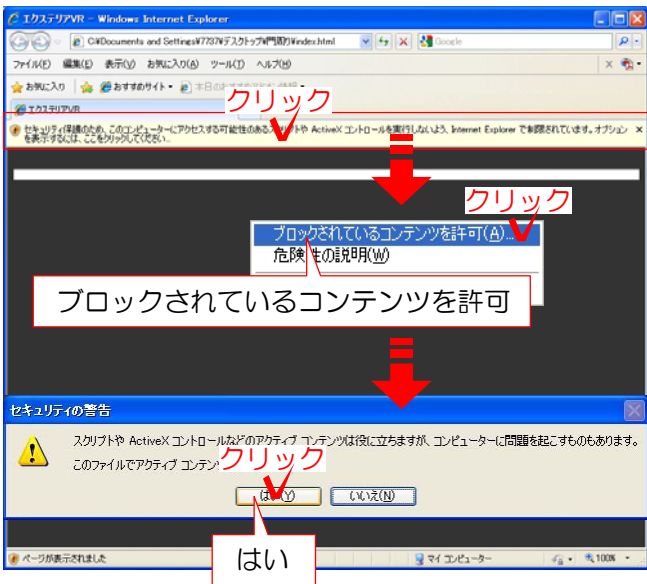 エクステリアVR - Windows Internet Explorer
C:¥Documents and Settings¥7737¥デスクトップ¥門周り¥index.html
Google
ファイル(F) 編集(E) 表示(V) お気に入り(A) ツール(T) ヘルプ(H)
お気に入り おすすめサイト 本日の
エクステリアVR
クリック
セキュリティ保護のため、このコンピューターにアクセスする可能性のあるスクリプトや ActiveX コントロールを実行しないよう、Internet Explorer で制限されています。オプション
を表示するには、ここをクリックしてください...
クリック
ブロックされているコンテンツを許可(A)...
危険性の説明(W)
ブロックされているコンテンツを許可
セキュリティの警告
スクリプトや ActiveX コントロールなどのアクティブ コンテンツは役に立ちますが、コンピューターに問題を起こすものもあります。
このファイルでアクティブ コンテンツ
クリック
はい(Y) いいえ(N)
はい
ページが表示されました マイ コンピューター 100%